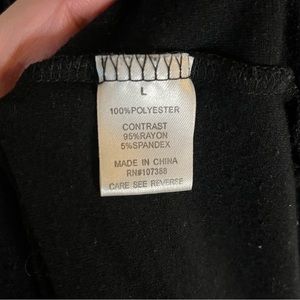 L
100%POLYESTER
CONTRAST
95%RAYON
5%SPANDEX
MADE IN CHINA
RN#107388
CARE SEE REVERSE